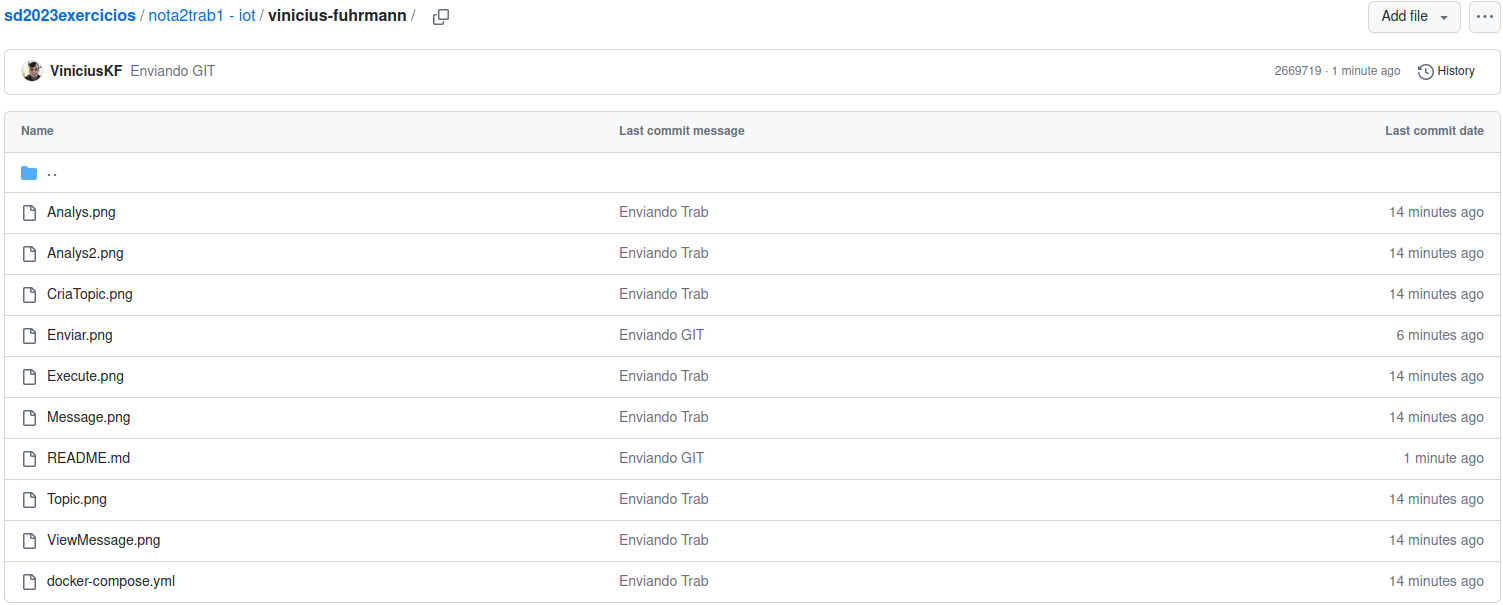 sd2023exercicios / nota2trab1 - iot / vinicius-fuhrmann / Add file ...
ViniciusKF Enviando GIT 2669719 · 1 minute ago History
Name Last commit message Last commit date
..
Analys.png Enviando Trab 14 minutes ago
Analys2.png Enviando Trab 14 minutes ago
CriaTopic.png Enviando Trab 14 minutes ago
Enviar.png Enviando GIT 6 minutes ago
Execute.png Enviando Trab 14 minutes ago
Message.png Enviando Trab 14 minutes ago
README.md Enviando GIT 1 minute ago
Topic.png Enviando Trab 14 minutes ago
ViewMessage.png Enviando Trab 14 minutes ago
docker-compose.yml Enviando Trab 14 minutes ago